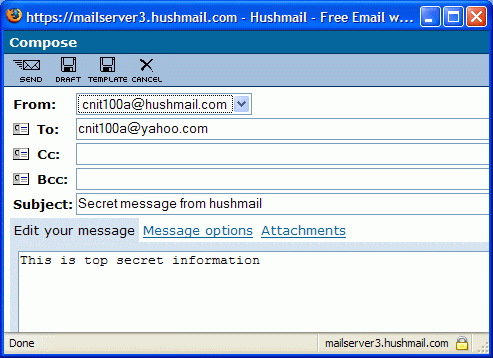 https://mailserver3.hushmail.com - Hushmail - Free Email w...
Compose
SEND DRAFT TEMPLATE CANCEL
From: cnit100a@hushmail.com
To: cnit100a@yahoo.com
Cc:
Bcc:
Subject: Secret message from hushmail
Edit your message Message options Attachments
This is top secret information
Done mailserver3.hushmail.com